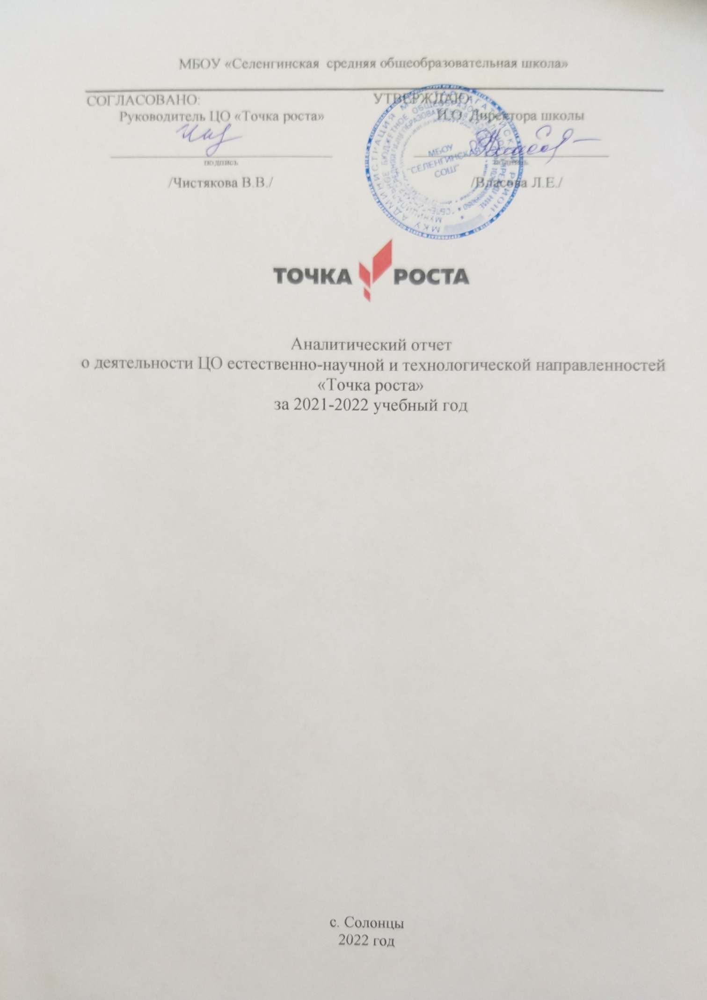 МБОУ «Селенгинская средняя общеобразовательная школа»
СОГЛАСОВАНО:
Руководитель ЦО «Точка роста»
подпись
/Чистякова В.В./
УТВЕРЖДАЮ:
И.О. Директора школы
подпись
/Власова Л.Е./
МБОУ
"СЕЛЕНГИНСКАЯ
СОШ"
ТОЧКА РОСТА
Аналитический отчет
о деятельности ЦО естественно-научной и технологической направленностей
«Точка роста»
за 2021-2022 учебный год
с. Солонцы
2022 год